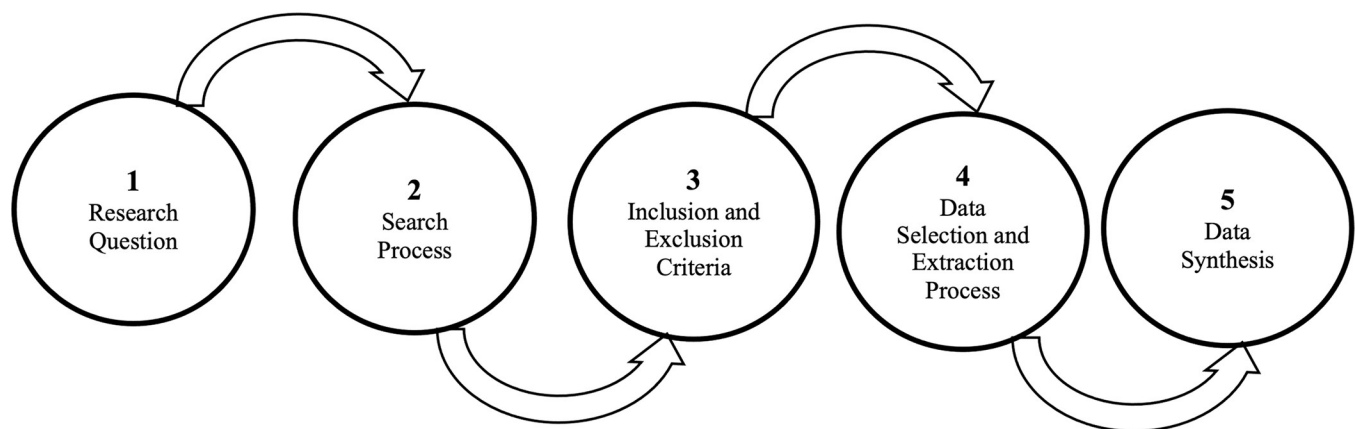 1
Research
Question
2
Search
Process
3
Inclusion and
Exclusion
Criteria
4
Data
Selection and
Extraction
Process
5
Data
Synthesis